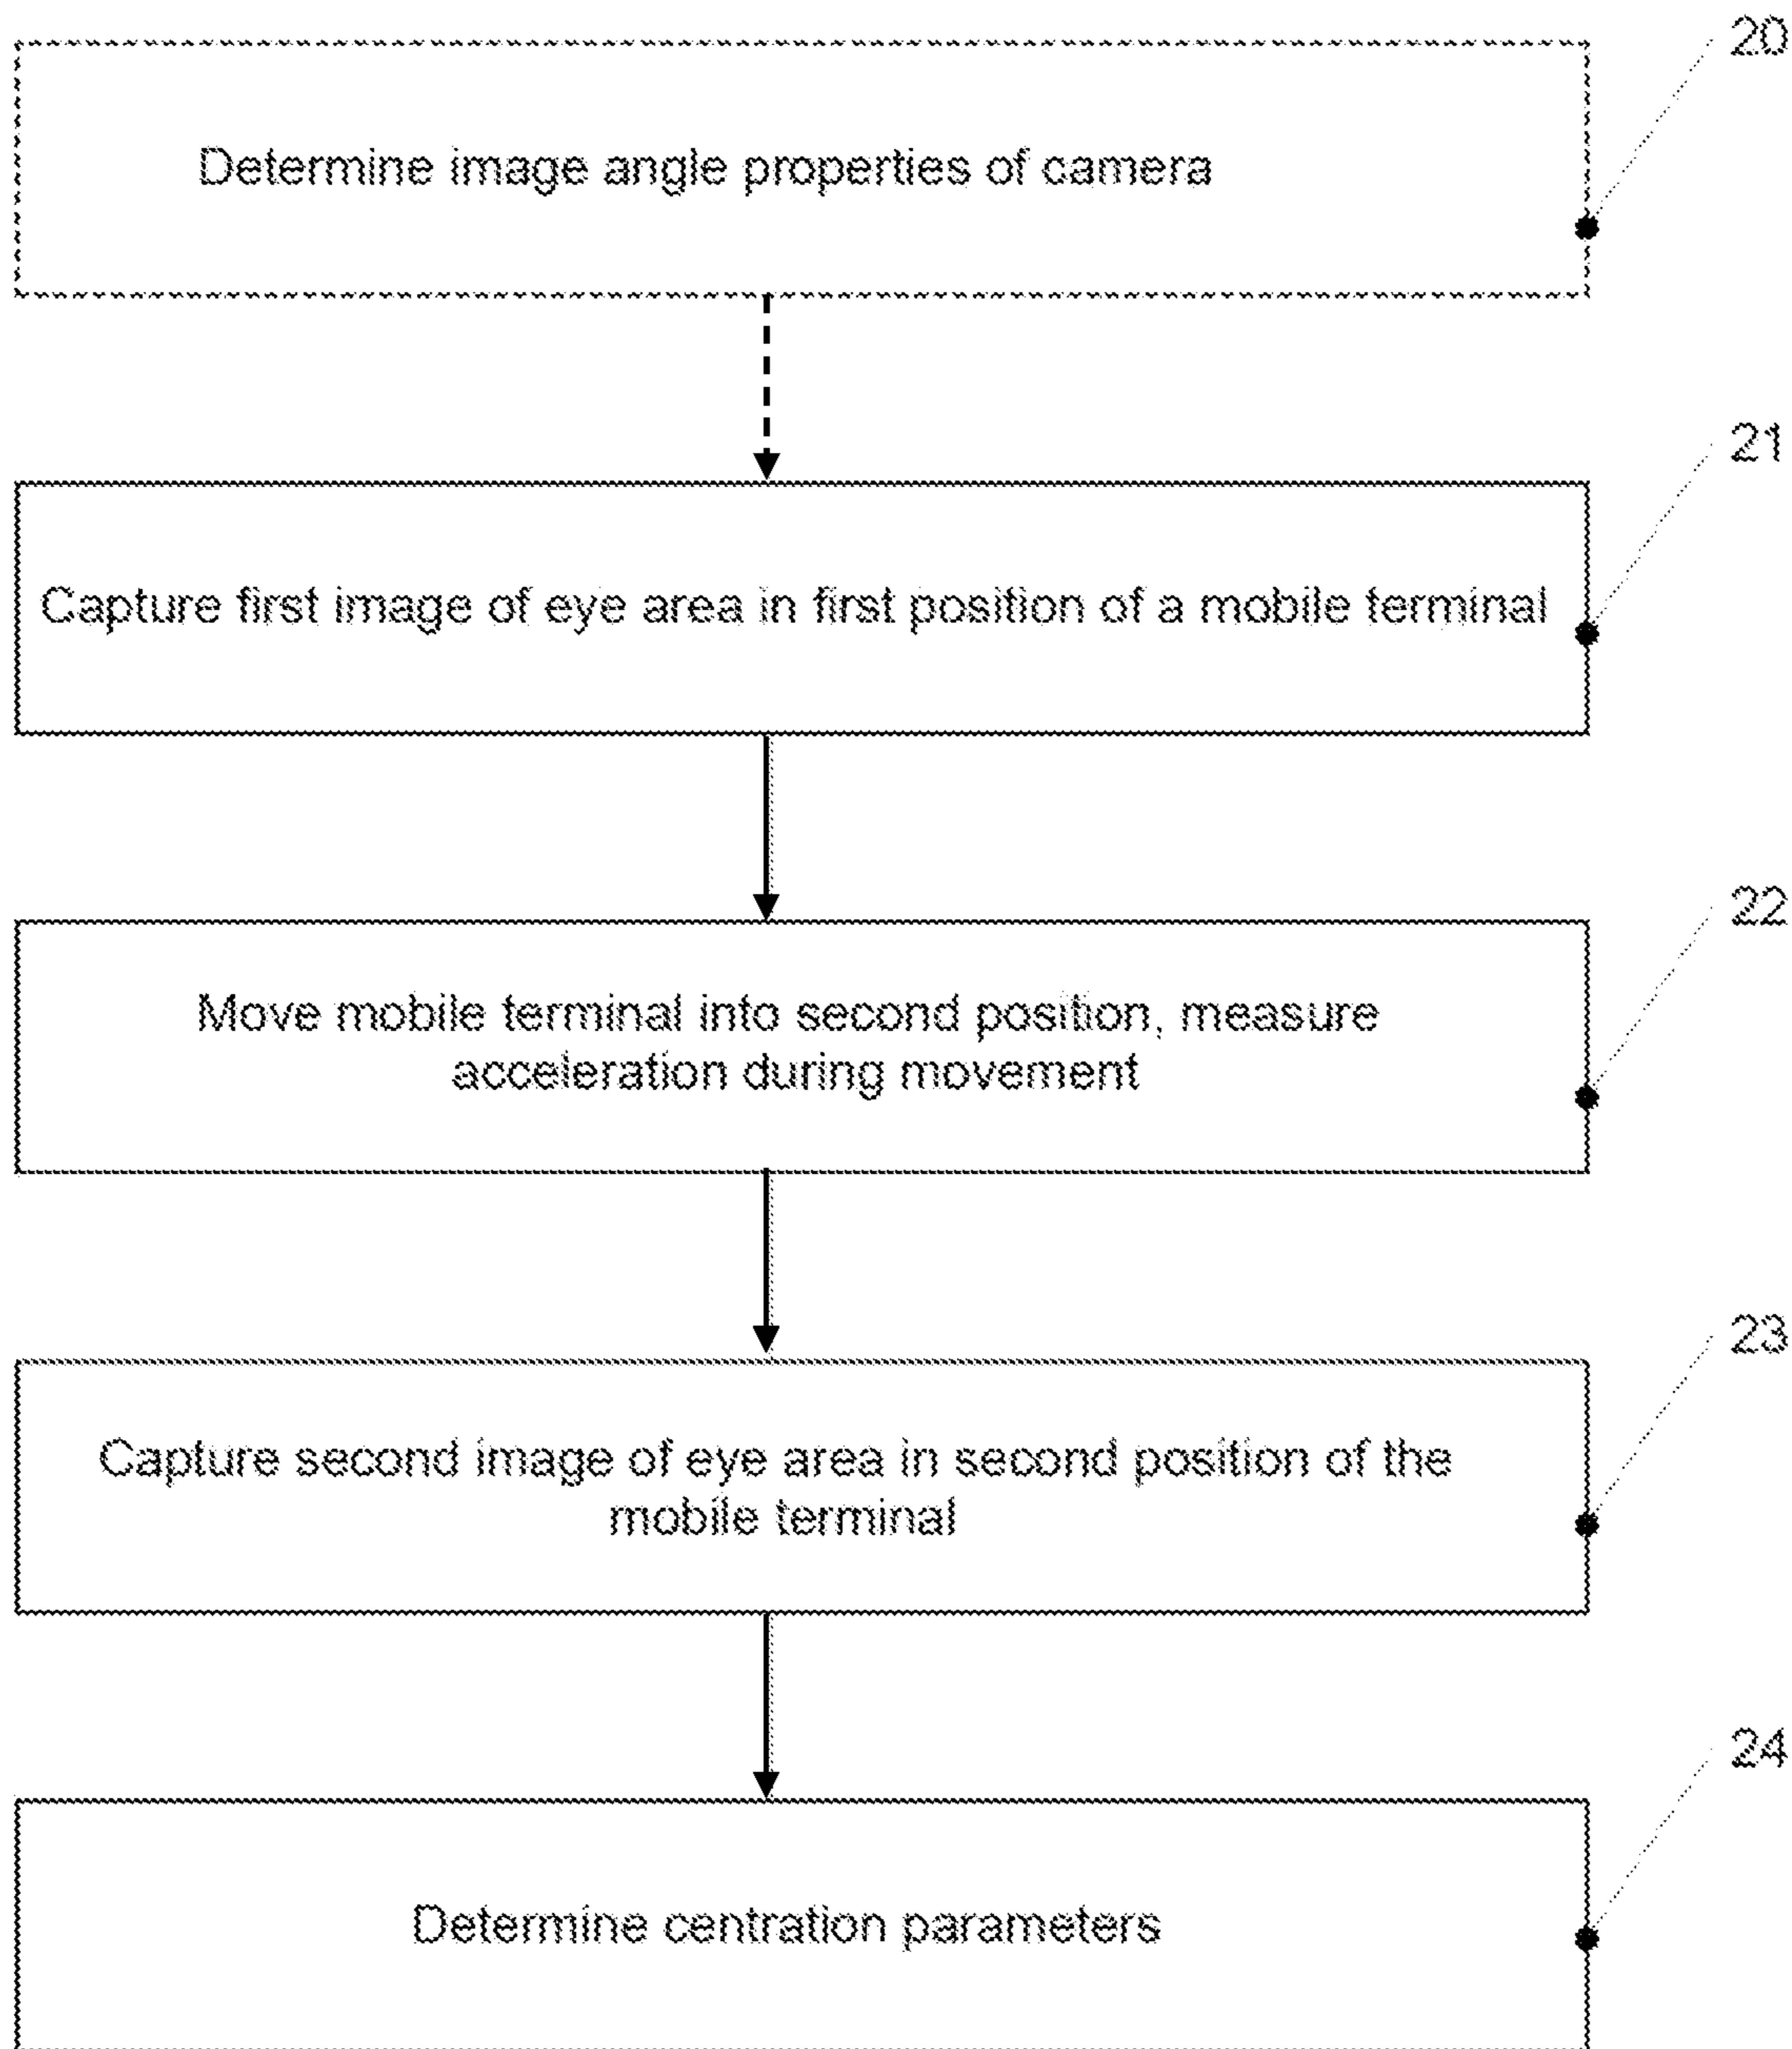 20
Determine image angle properties of camera
21
Capture first image of eye area in first position of a mobile terminal
22
Move mobile terminal into second position, measure
acceleration during movement
23
Capture second image of eye area in second position of the
mobile terminal
24
Determine centration parameters